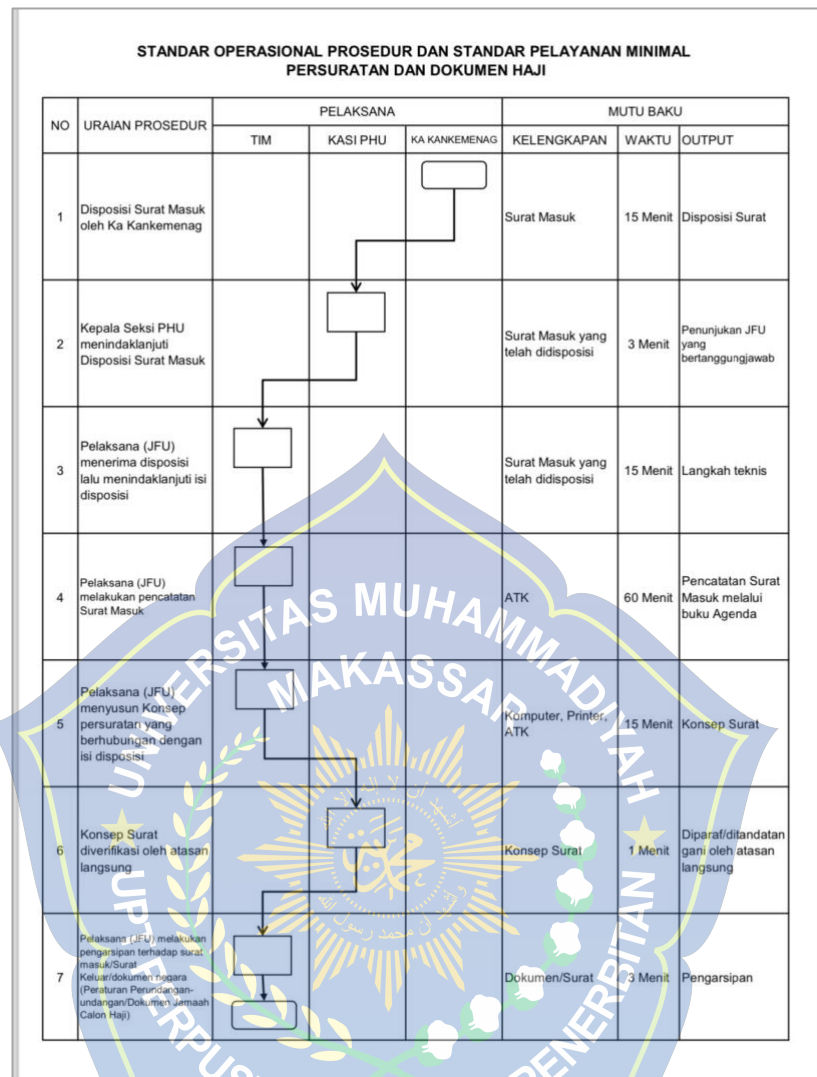 STANDAR OPERASIONAL PROSEDUR DAN STANDAR PELAYANAN MINIMAL
PERSURATAN DAN DOKUMEN HAJI
NO
URAIAN PROSEDUR
PELAKSANA
MUTU BAKU
TIM
KASI PHU
KA KANKEMENAG
KELENGKAPAN
WAKTU
OUTPUT
1
Disposisi Surat Masuk
oleh Ka Kankemenag
Surat Masuk
15 Menit
Disposisi Surat
2
Kepala Seksi PHU
menindaklanjuti
Disposisi Surat Masuk
Surat Masuk yang
telah didisposisi
3 Menit
Penunjukan JFU
yang
bertanggungjawab
3
Pelaksana (JFU)
menerima disposisi
lalu menindaklanjuti isi
disposisi
Surat Masuk yang
telah didisposisi
15 Menit
Langkah teknis
4
Pelaksana (JFU)
melakukan pencatatan
Surat Masuk
ATK
60 Menit
Pencatatan Surat
Masuk melalui
buku Agenda
5
Pelaksana (JFU)
menyusun Konsep
persuratan yang
berhubungan dengan
isi disposisi
Komputer, Printer,
ATK
15 Menit
Konsep Surat
6
Konsep Surat
diverifikasi oleh atasan
langsung
Konsep Surat
1 Menit
Diparaf/ditandatan
gani oleh atasan
langsung
7
Pelaksana (JFU) melakukan
pengarsipan terhadap surat
masuk/Surat
Keluar/dokumen negara
(Peraturan Perundangan-
undangan/Dokumen Jamaah
Calon Haji)
Dokumen/Surat
3 Menit
Pengarsipan
UNIVERSITAS MUHAMMADIYAH
MAKASSAR
UPT
PENERBITAN